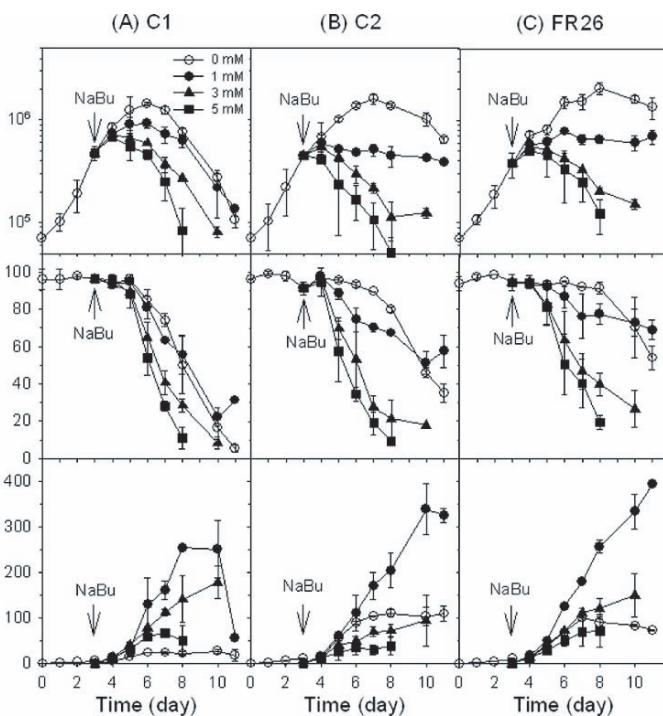 (A) C1 (B) C2 (C) FR26
0 mM
1 mM
3 mM
5 mM
NaBu NaBu NaBu
10⁶
10⁵
100
80
60
40
20
0
NaBu NaBu NaBu
400
300
200
100
0
NaBu NaBu NaBu
0 2 4 6 8 10 0 2 4 6 8 10 0 2 4 6 8 10
Time (day) Time (day) Time (day)